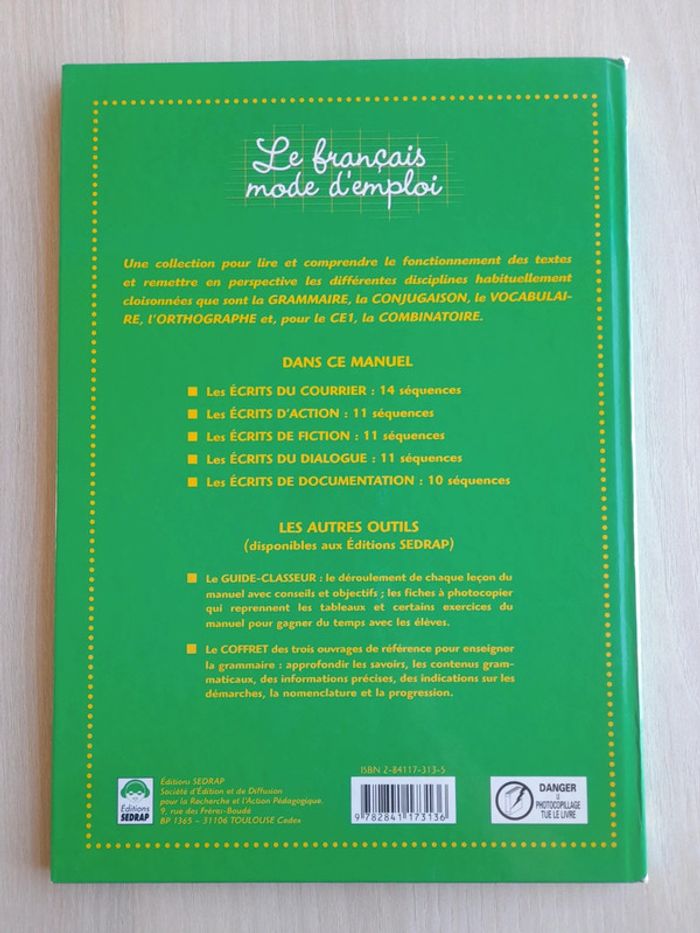 Le français
mode d'emploi
Une collection pour lire et comprendre le fonctionnement des textes
et remettre en perspective les différentes disciplines habituellement
cloisonnées que sont la GRAMMAIRE, la CONJUGAISON, le VOCABULAI-
RE, l'ORTHOGRAPHE et, pour le CE1, la COMBINATOIRE.
DANS CE MANUEL
■ Les ÉCRITS DU COURRIER : 14 séquences
■ Les ÉCRITS D'ACTION : 11 séquences
■ Les ÉCRITS DE FICTION : 11 séquences
■ Les ÉCRITS DU DIALOGUE : 11 séquences
■ Les ÉCRITS DE DOCUMENTATION : 10 séquences
LES AUTRES OUTILS
(disponibles aux Éditions SEDRAP)
■ Le GUIDE-CLASSEUR : le déroulement de chaque leçon du
manuel avec conseils et objectifs ; les fiches à photocopier
qui reprennent les tableaux et certains exercices du
manuel pour gagner du temps avec les élèves.
■ Le COFFRET des trois ouvrages de référence pour enseigner
la grammaire : approfondir les savoirs, les contenus gram-
maticaux, des informations précises, des indications sur les
démarches, la nomenclature et la progression.
Éditions
SEDRAP
Éditions SEDRAP
Société d'Édition et de Diffusion
pour la Recherche et l'Action Pédagogique.
9, rue des Frères-Boudé
BP 1365 – 31106 TOULOUSE Cedex
ISBN 2-84117-313-5
9 782841 173136
DANGER
LE
PHOTOCOPILLAGE
TUE LE LIVRE